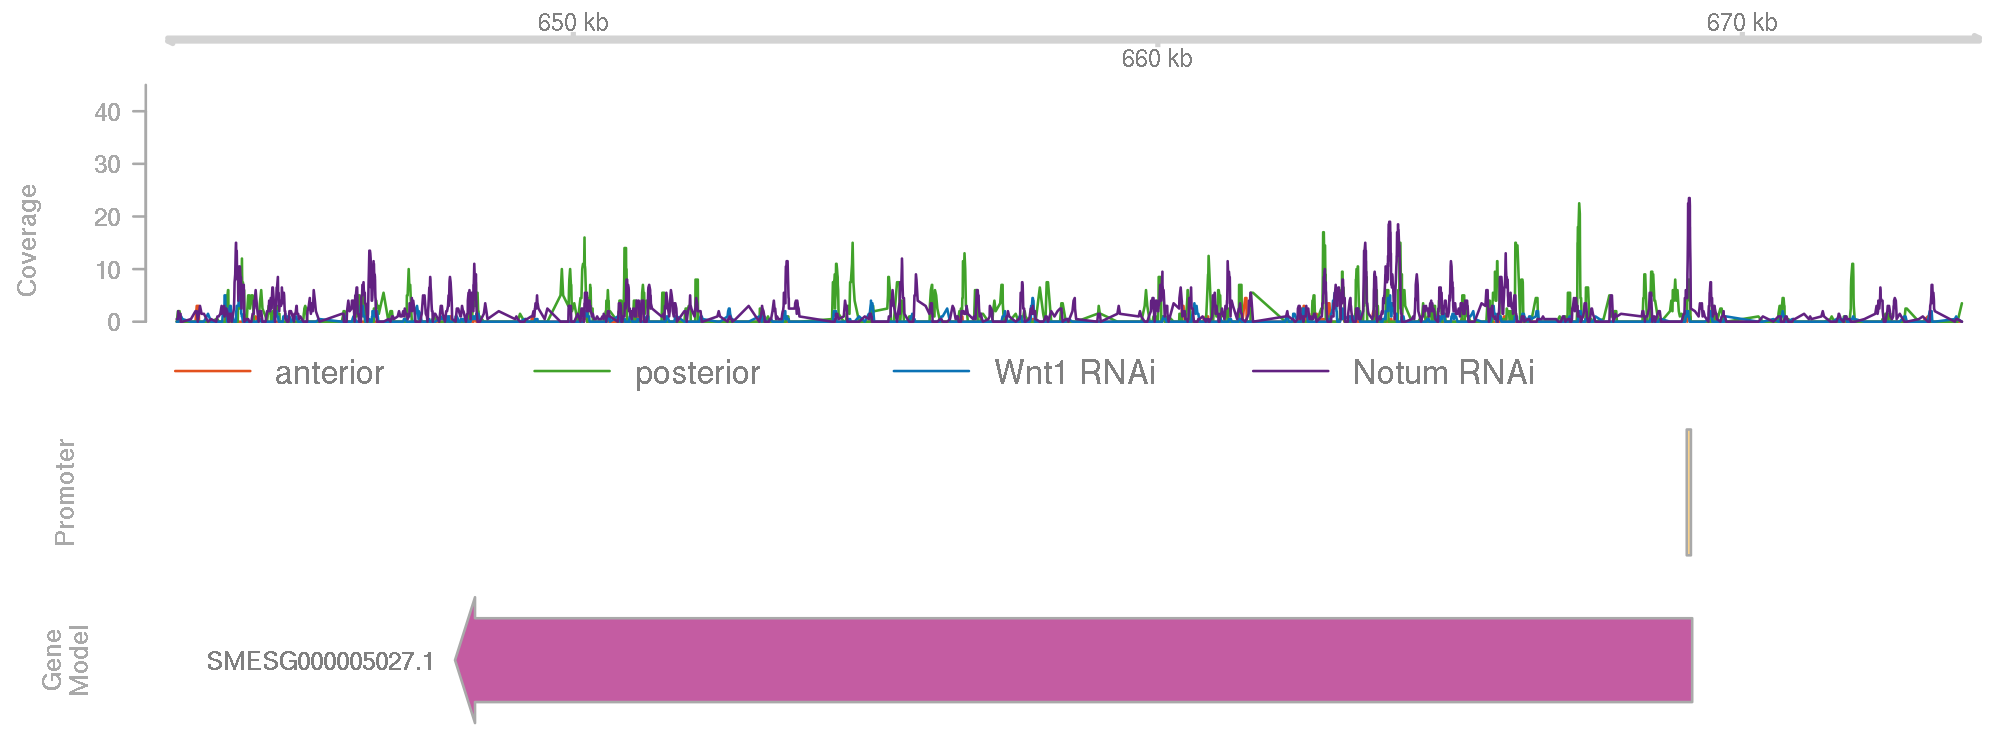 650 kb
670 kb
660 kb
Coverage
40
30
20
10
0
anterior posterior Wnt1 RNAi Notum RNAi
Promoter
Gene
Model
SMESG000005027.1